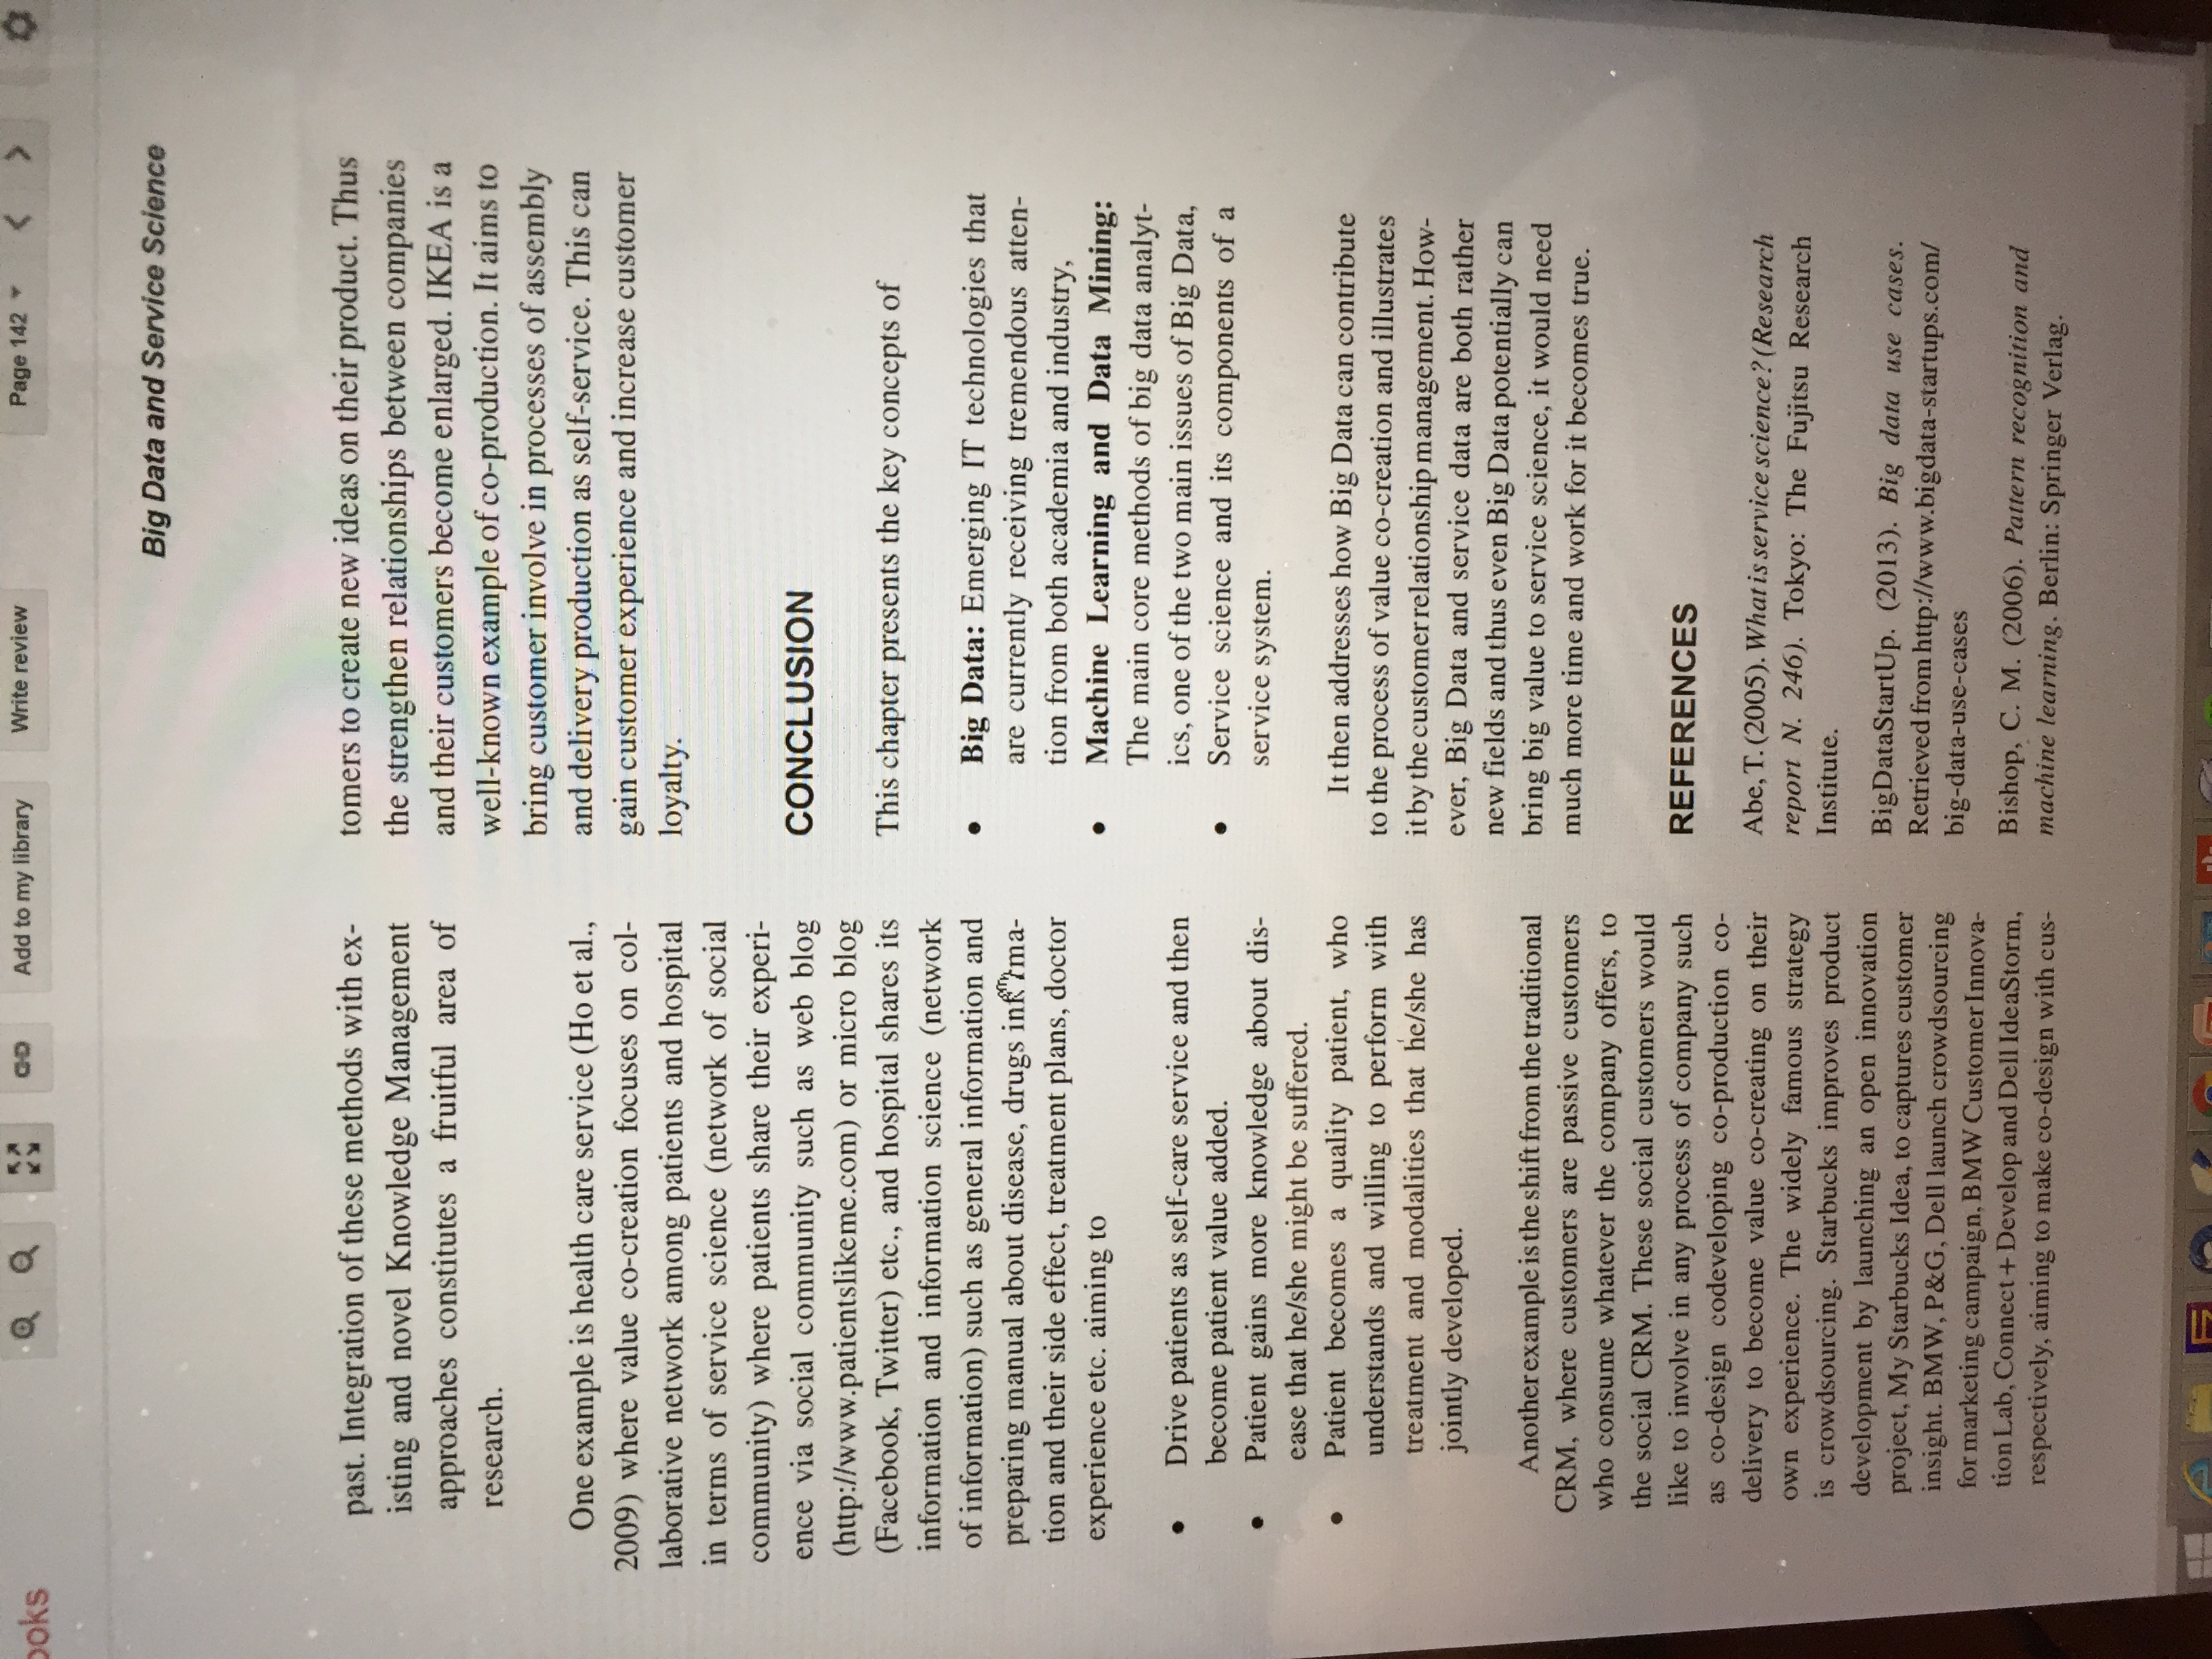 ooks
Add to my library
Write review
Page 142
Big Data and Service Science
past. Integration of these methods with ex-
isting and novel Knowledge Management
approaches constitutes a fruitful area of
research.
One example is health care service (Ho et al.,
2009) where value co-creation focuses on col-
laborative network among patients and hospital
in terms of service science (network of social
community) where patients share their experi-
ence via social community such as web blog
(http://www.patientslikeme.com) or micro blog
(Facebook, Twitter) etc., and hospital shares its
information and information science (network
of information) such as general information and
preparing manual about disease, drugs informa-
tion and their side effect, treatment plans, doctor
experience etc. aiming to
• Drive patients as self-care service and then
become patient value added.
• Patient gains more knowledge about dis-
ease that he/she might be suffered.
• Patient becomes a quality patient, who
understands and willing to perform with
treatment and modalities that he/she has
jointly developed.
Another example is the shift from the traditional
CRM, where customers are passive customers
who consume whatever the company offers, to
the social CRM. These social customers would
like to involve in any process of company such
as co-design codeveloping co-production co-
delivery to become value co-creating on their
own experience. The widely famous strategy
is crowdsourcing. Starbucks improves product
development by launching an open innovation
project, My Starbucks Idea, to captures customer
insight. BMW, P&G, Dell launch crowdsourcing
for marketing campaign, BMW Customer Innova-
tion Lab, Connect + Develop and Dell IdeaStorm,
respectively, aiming to make co-design with cus-
tomers to create new ideas on their product. Thus
the strengthen relationships between companies
and their customers become enlarged. IKEA is a
well-known example of co-production. It aims to
bring customer involve in processes of assembly
and delivery production as self-service. This can
gain customer experience and increase customer
loyalty.
CONCLUSION
This chapter presents the key concepts of
• Big Data: Emerging IT technologies that
are currently receiving tremendous atten-
tion from both academia and industry,
• Machine Learning and Data Mining:
The main core methods of big data analyt-
ics, one of the two main issues of Big Data,
• Service science and its components of a
service system.
It then addresses how Big Data can contribute
to the process of value co-creation and illustrates
it by the customer relationship management. How-
ever, Big Data and service data are both rather
new fields and thus even Big Data potentially can
bring big value to service science, it would need
much more time and work for it becomes true.
REFERENCES
Abe, T. (2005). What is service science? (Research
report N. 246). Tokyo: The Fujitsu Research
Institute.
BigDataStartUp. (2013). Big data use cases.
Retrieved from http://www.bigdata-startups.com/
big-data-use-cases
Bishop, C. M. (2006). Pattern recognition and
machine learning. Berlin: Springer Verlag.